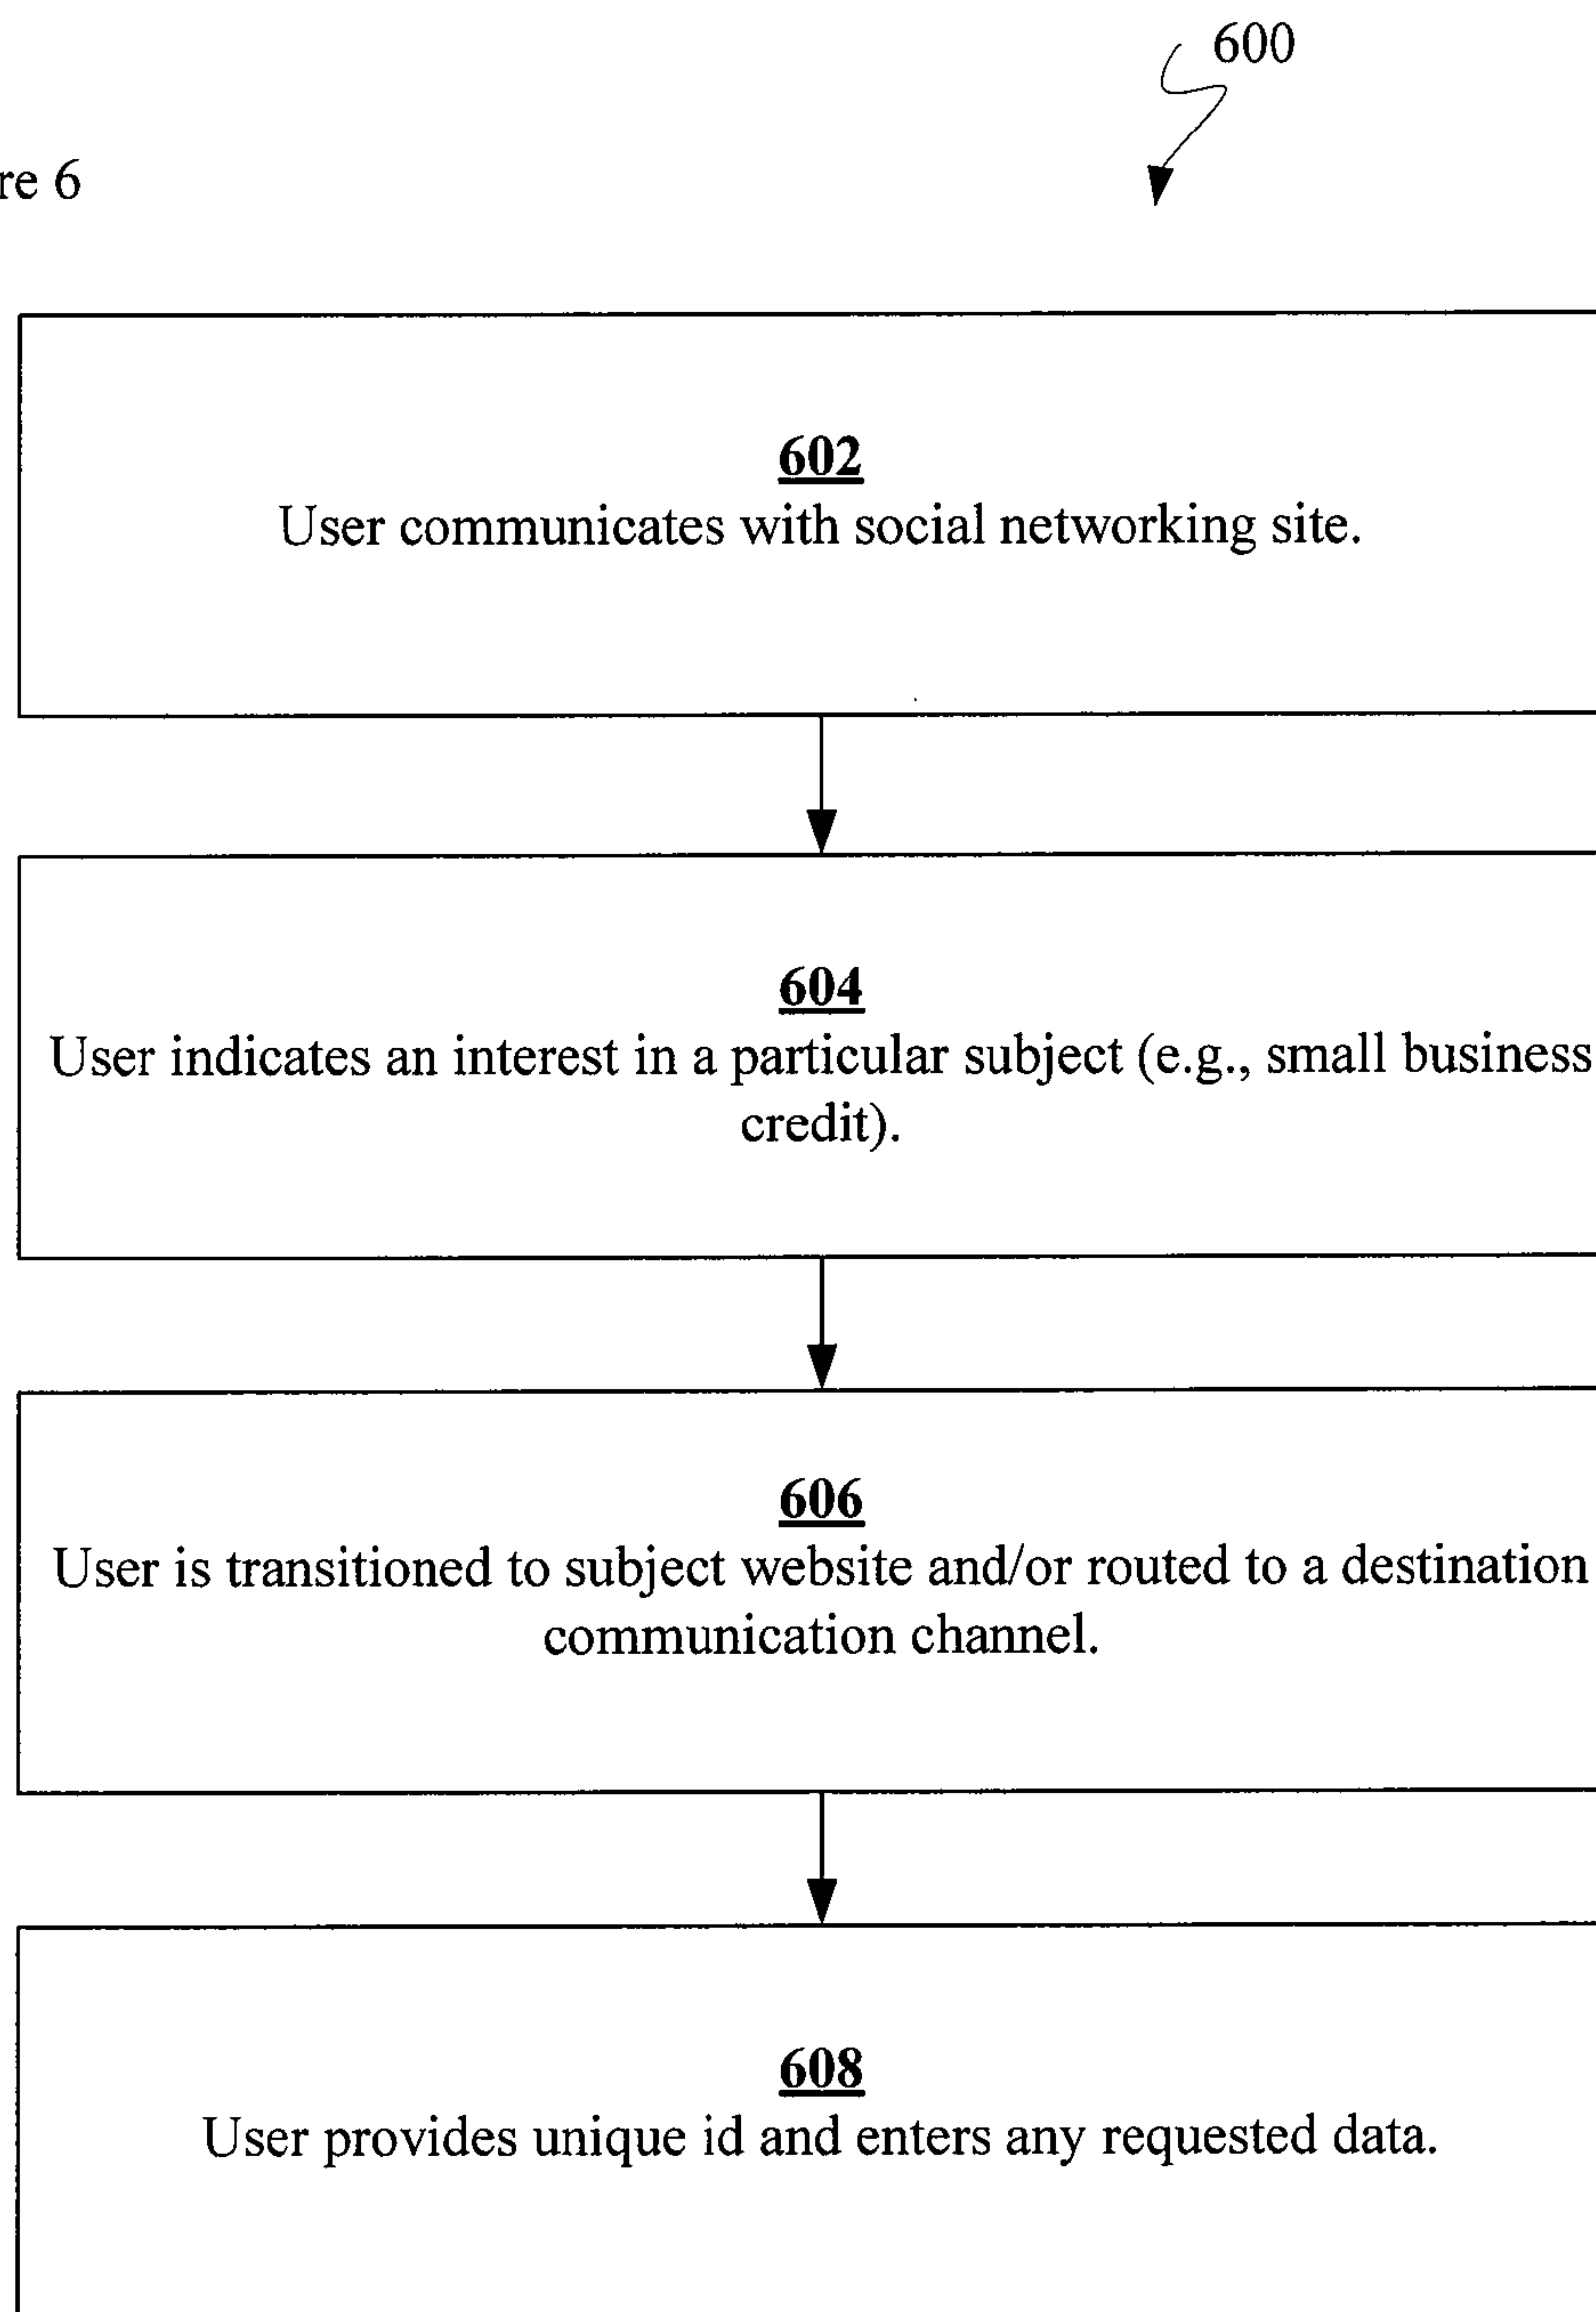 600
re 6
602
User communicates with social networking site.
604
User indicates an interest in a particular subject (e.g., small business
credit).
606
User is transitioned to subject website and/or routed to a destination
communication channel.
608
User provides unique id and enters any requested data.